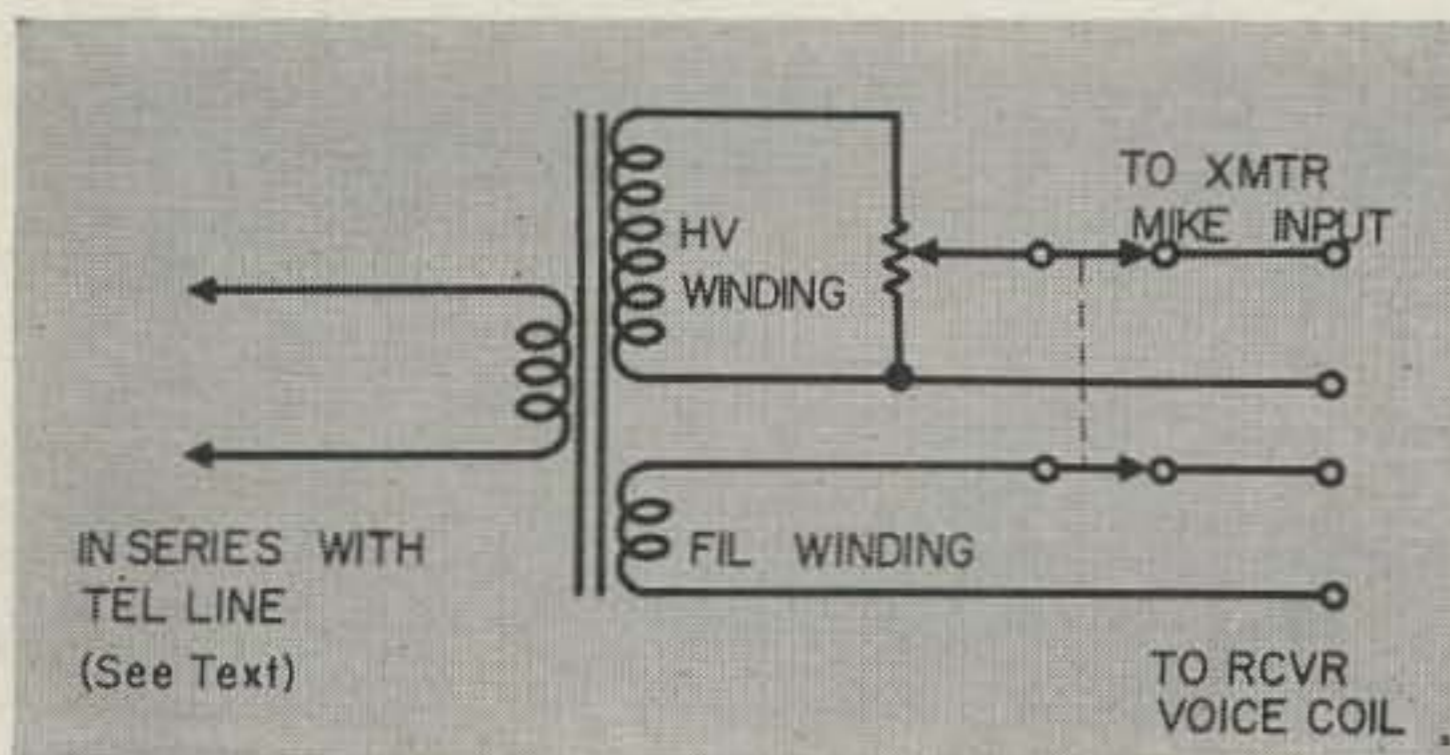 TO XMTR
MIKE INPUT
HV
WINDING
IN SERIES WITH
TEL LINE
(See Text)
FIL WINDING
TO RCVR
VOICE COIL